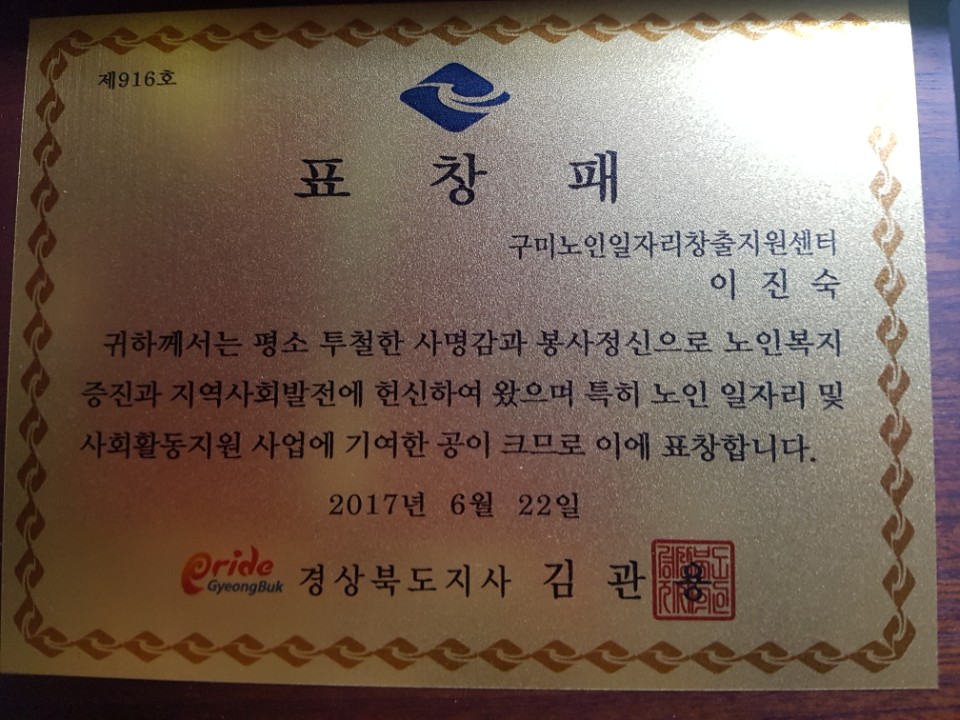 제916호
표 창 패
구미노인일자리창출지원센터
이 진 숙
귀하께서는 평소 투철한 사명감과 봉사정신으로 노인복지
증진과 지역사회발전에 헌신하여 왔으며 특히 노인 일자리 및
사회활동지원 사업에 기여한 공이 크므로 이에 표창합니다.
2017년 6월 22일
Pride
GyeongBuk
경상북도지사 김 관 용